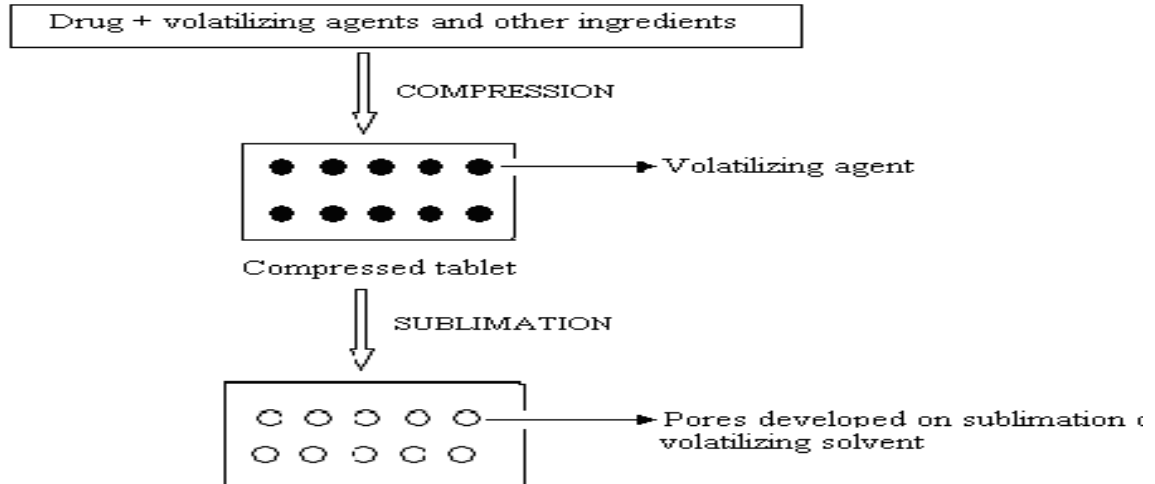 Drug + volatilizing agents and other ingredients
COMPRESSION
Volatilizing agent
Compressed tablet
SUBLIMATION
Pores developed on sublimation
volatilizing solvent